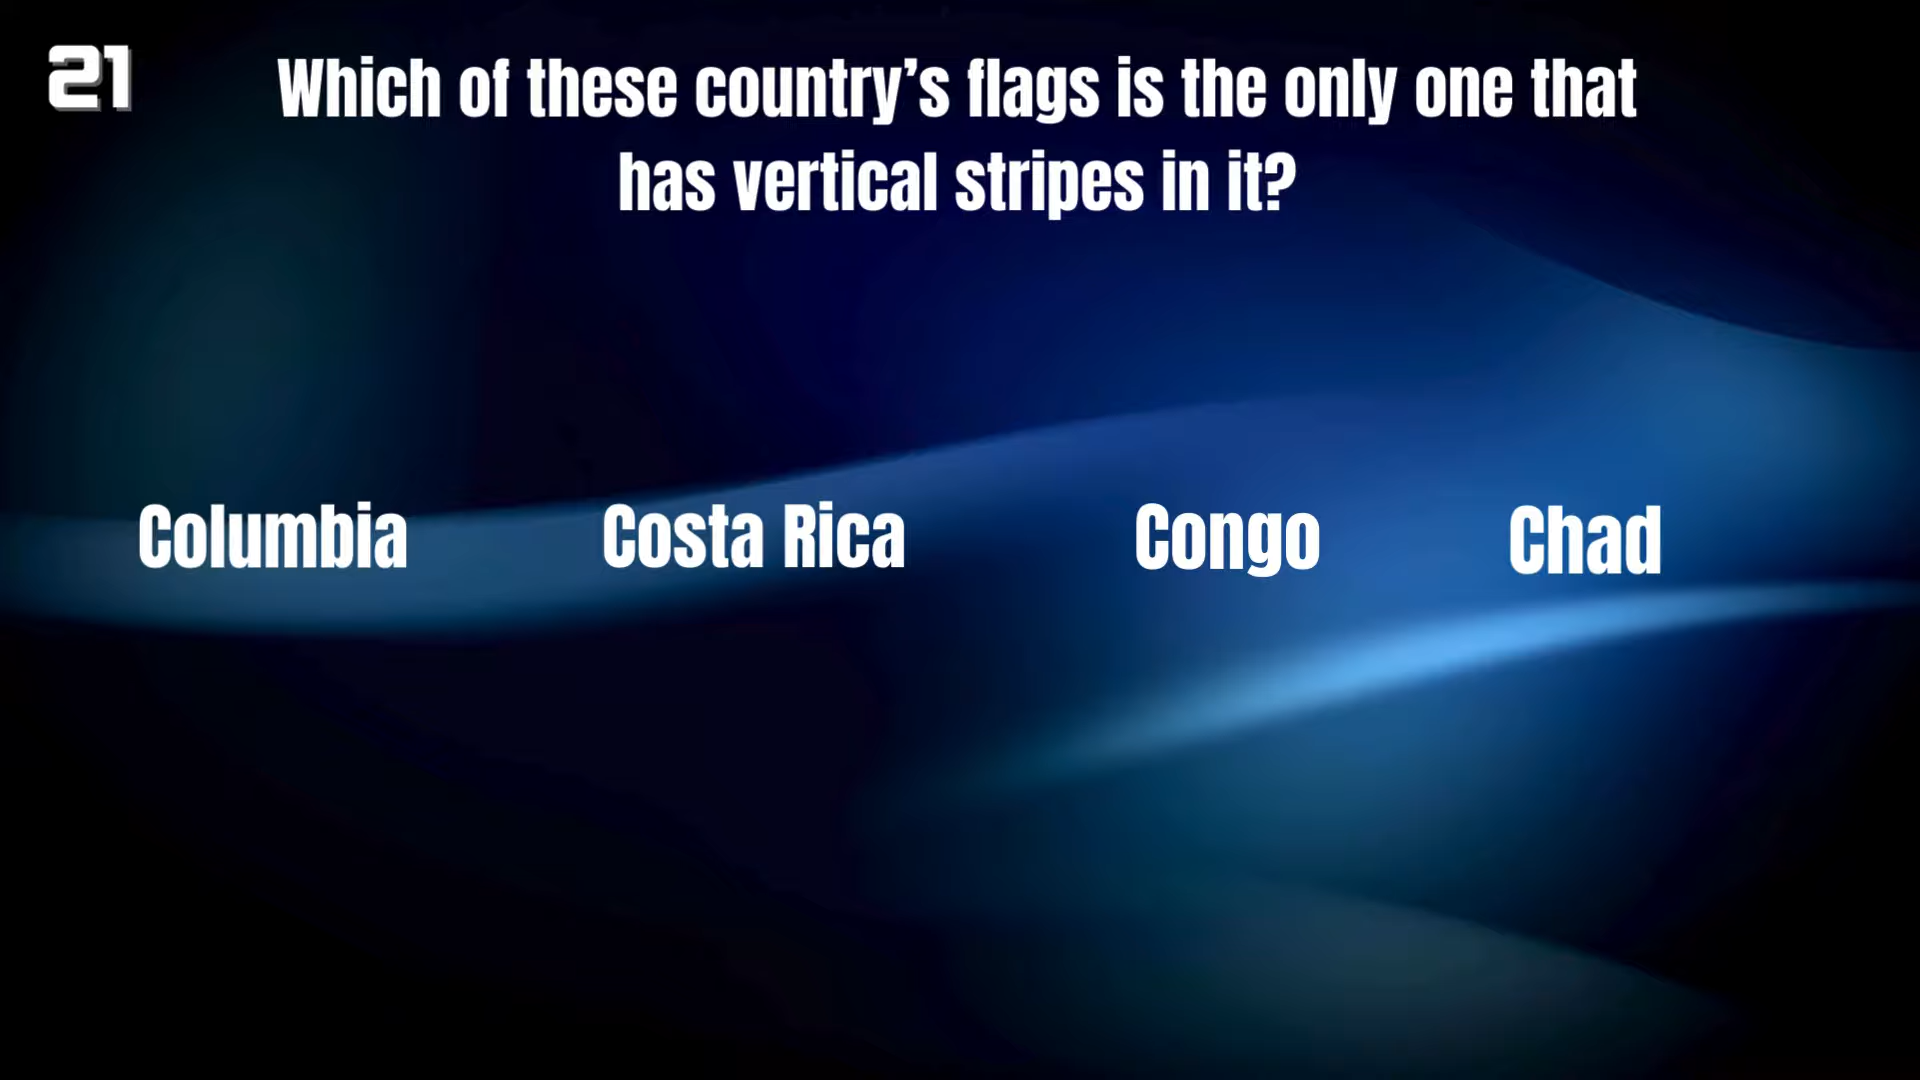 21
Which of these country’s flags is the only one that
has vertical stripes in it?
Columbia
Costa Rica
Congo
Chad